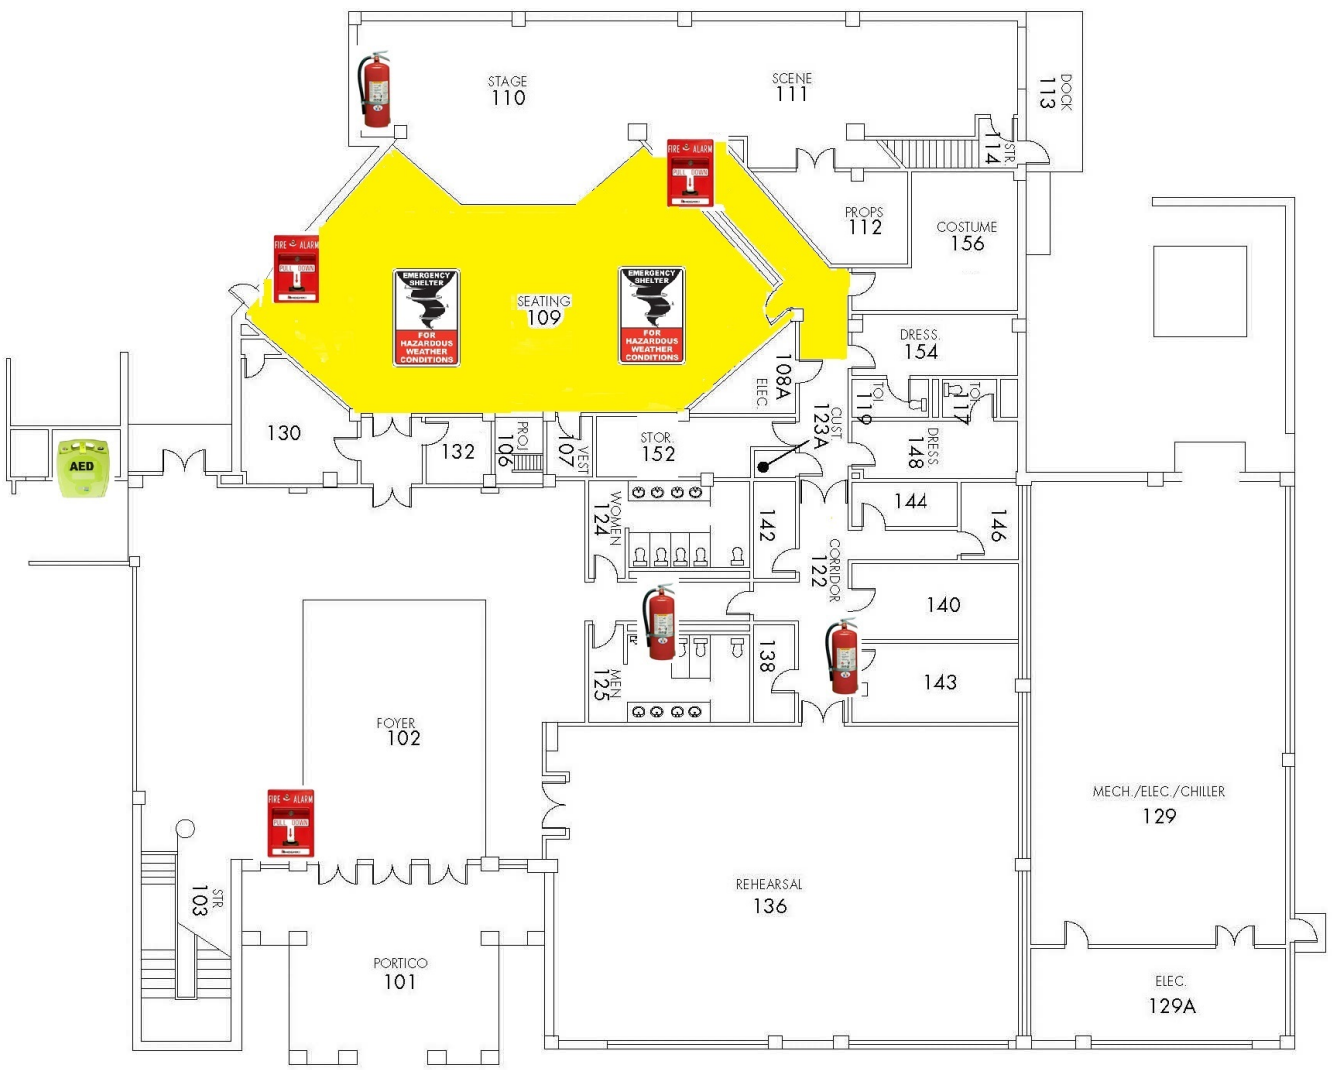 STAGE
110
SCENE
111
DOCK
113
STR.
114
FIRE ALARM
PULL DOWN
PROPS
112
COSTUME
156
FIRE ALARM
PULL DOWN
EMERGENCY
SHELTER
FOR
HAZARDOUS
WEATHER
CONDITIONS
SEATING
109
EMERGENCY
SHELTER
FOR
HAZARDOUS
WEATHER
CONDITIONS
DRESS.
154
108A
ELEC.
TOI.
119
TOI.
117
CUST.
123A
130
132
PROJ.
106
VEST
107
STOR.
152
DRESS.
148
AED
WOMEN
124
142
144
146
CORRIDOR
122
140
MEN
125
138
143
FOYER
102
FIRE ALARM
PULL DOWN
MECH./ELEC./CHILLER
129
STR
103
REHEARSAL
136
PORTICO
101
ELEC.
129A